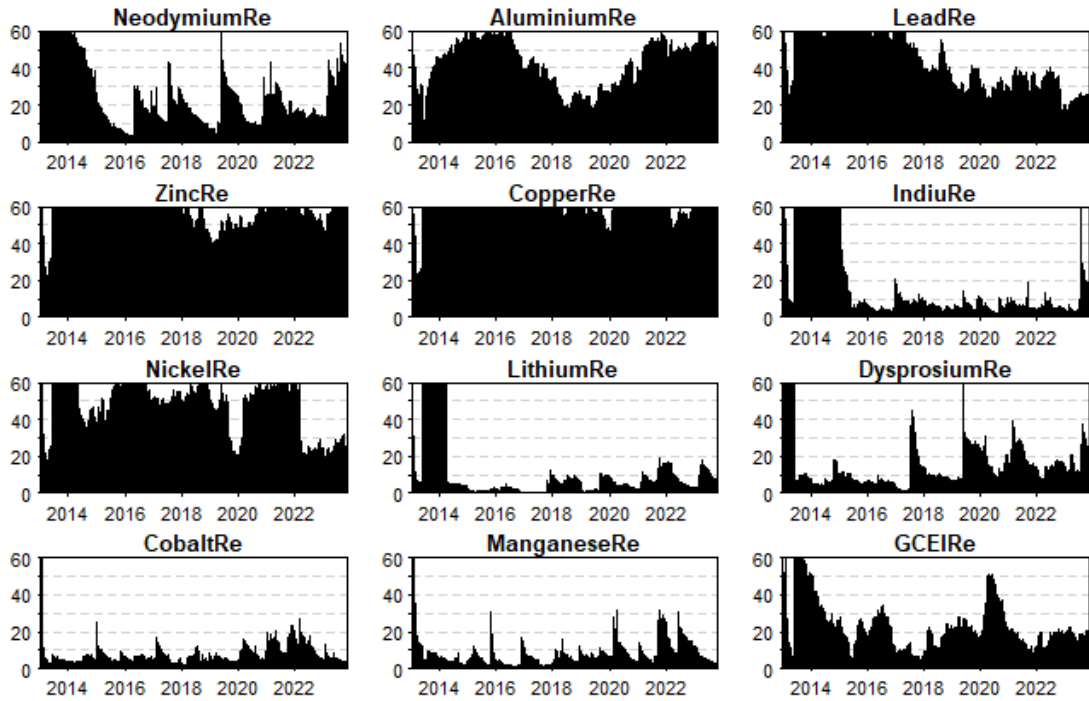 NeodymiumRe AluminiumRe LeadRe
60 60 60
40 40 40
20 20 20
0 0 0
2014 2016 2018 2020 2022 2014 2016 2018 2020 2022 2014 2016 2018 2020 2022
ZincRe CopperRe IndiuRe
60 60 60
40 40 40
20 20 20
0 0 0
2014 2016 2018 2020 2022 2014 2016 2018 2020 2022 2014 2016 2018 2020 2022
NickelRe LithiumRe DysprosiumRe
60 60 60
40 40 40
20 20 20
0 0 0
2014 2016 2018 2020 2022 2014 2016 2018 2020 2022 2014 2016 2018 2020 2022
CobaltRe ManganeseRe GCEIRe
60 60 60
40 40 40
20 20 20
0 0 0
2014 2016 2018 2020 2022 2014 2016 2018 2020 2022 2014 2016 2018 2020 2022